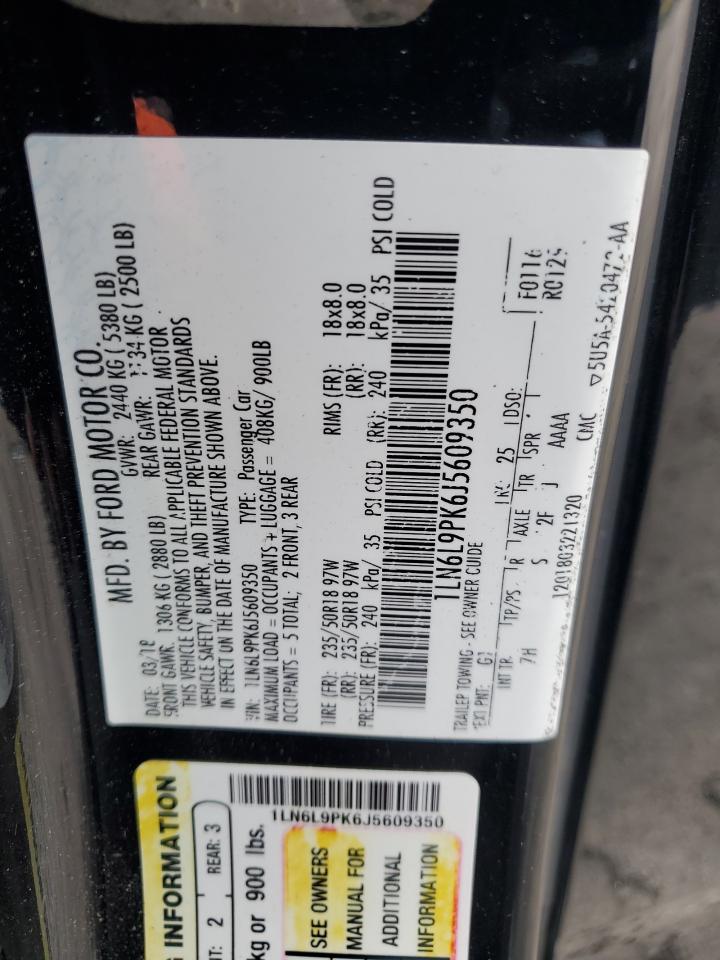 MFD. BY FORD MOTOR CO.
DATE: 03/18 GVWR: 2440 KG ( 5380 LB)
FRONT GAWR: 1306 KG ( 2880 LB) REAR GAWR: KG ( 2500 LB)
THIS VEHICLE CONFORMS TO ALL APPLICABLE FEDERAL MOTOR
VEHICLE SAFETY, BUMPER, AND THEFT PREVENTION STANDARDS
IN EFFECT ON THE DATE OF MANUFACTURE SHOWN ABOVE.
VIN: 1LN6L9PK6J5609350 TYPE: Passenger Car
MAXIMUM LOAD = OCCUPANTS + LUGGAGE = 408KG/ 900LB
OCCUPANTS = 5 TOTAL; 2 FRONT, 3 REAR
TIRE (FR): 235/50R18 97W RIMS (FR): 18x8.0
(RR): 235/50R18 97W (RR): 18x8.0
PRESSURE (FR): 240 kPa/ 35 PSI COLD (RR): 240 kPa/ 35 PSI COLD
1LN6L9PK6J5609350
TRAILER TOWING - SEE OWNER GUIDE
EXT PNT: G1 25 DSO: F0116
INT TR TP/PS R AXLE TR SPR
7H S 2F J AAAA
CMC
1201803221320
INFORMATION
2 REAR: 3
kg or 900 lbs.
1LN6L9PK6J5609350
SEE OWNERS
MANUAL FOR
ADDITIONAL
INFORMATION